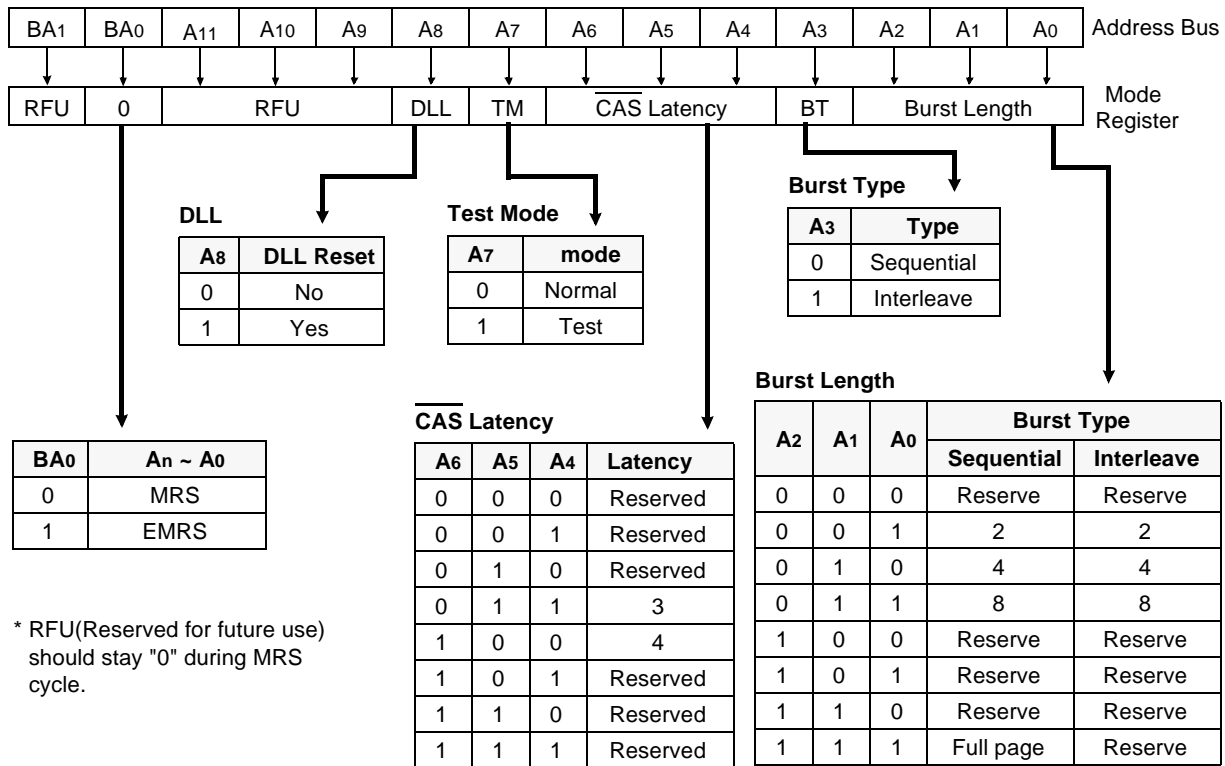 BA1 BA0 A11 A10 A9 A8 A7 A6 A5 A4 A3 A2 A1 A0 Address Bus
RFU 0 RFU DLL TM CAS Latency BT Burst Length Mode Register
DLL
A8 DLL Reset
0 No
1 Yes
Test Mode
A7 mode
0 Normal
1 Test
Burst Type
A3 Type
0 Sequential
1 Interleave
BA0 An ~ A0
0 MRS
1 EMRS
* RFU(Reserved for future use)
should stay "0" during MRS
cycle.
CAS Latency
A6 A5 A4 Latency
0 0 0 Reserved
0 0 1 Reserved
0 1 0 Reserved
0 1 1 3
1 0 0 4
1 0 1 Reserved
1 1 0 Reserved
1 1 1 Reserved
Burst Length
A2 A1 A0 Burst Type
Sequential Interleave
0 0 0 Reserve Reserve
0 0 1 2 2
0 1 0 4 4
0 1 1 8 8
1 0 0 Reserve Reserve
1 0 1 Reserve Reserve
1 1 0 Reserve Reserve
1 1 1 Full page Reserve